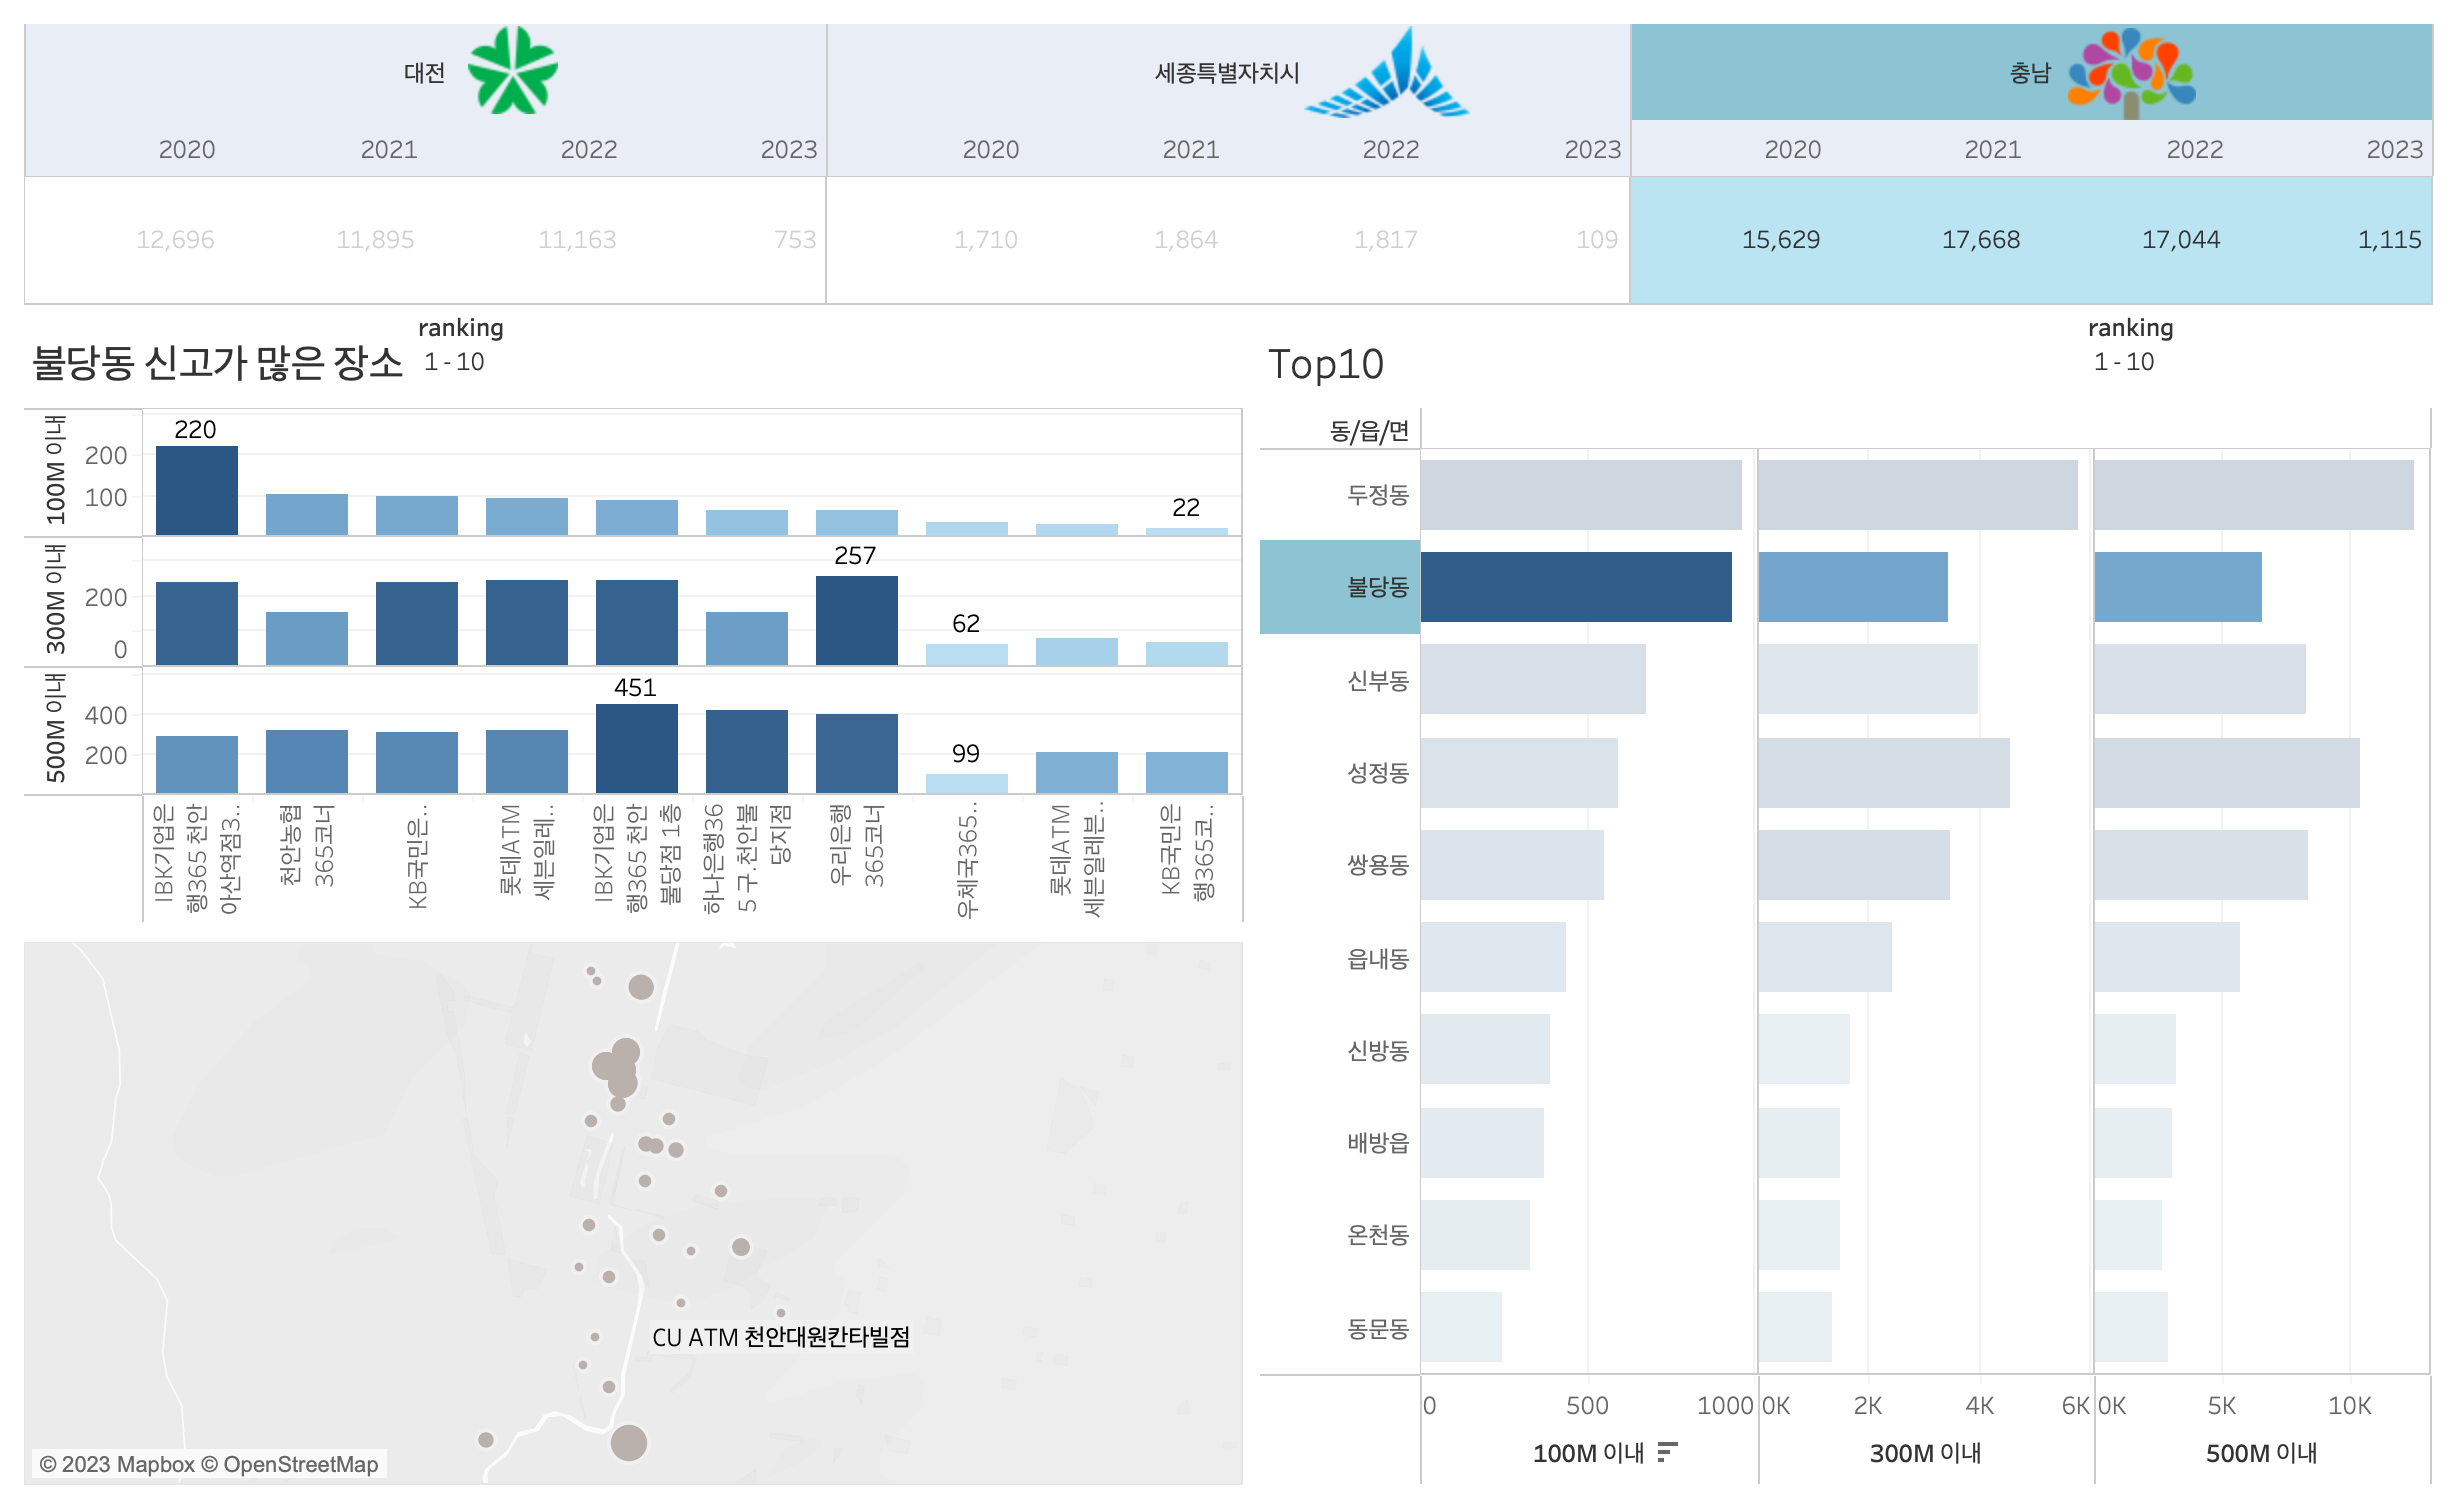 대전 세종특별자치시 충남
2020 2021 2022 2023 2020 2021 2022 2023 2020 2021 2022 2023
12,696 11,895 11,163 753 1,710 1,864 1,817 109 15,629 17,668 17,044 1,115
불당동 신고가 많은 장소
ranking
1 - 10
100M 이내
200
100
220
22
300M 이내
200
0
257
62
500M 이내
400
200
451
99
IBK기업은
행365 천안
아산역점3..
천안농협
365코너
KB국민은..
롯데ATM
세븐일레..
IBK기업은
행365 천안
불당점 1층
하나은행36
5 구.천안불
당지점
우리은행
365코너
우체국365..
롯데ATM
세븐일레븐..
KB국민은
행365코..
CU ATM 천안대원칸타빌점
© 2023 Mapbox © OpenStreetMap
Top10
ranking
1 - 10
동/읍/면
두정동
불당동
신부동
성정동
쌍용동
읍내동
신방동
배방읍
온천동
동문동
0 500 1000 0K 2K 4K 6K 0K 5K 10K
100M 이내 300M 이내 500M 이내